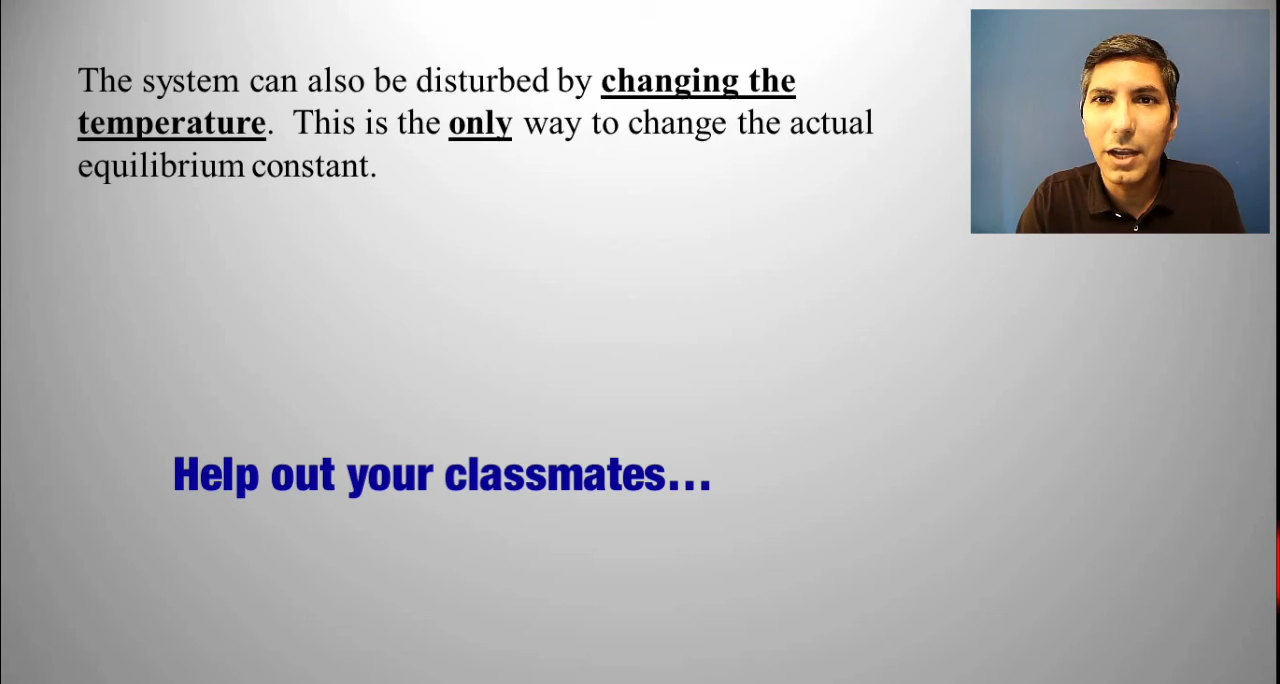 The system can also be disturbed by changing the
temperature. This is the only way to change the actual
equilibrium constant.
Help out your classmates...